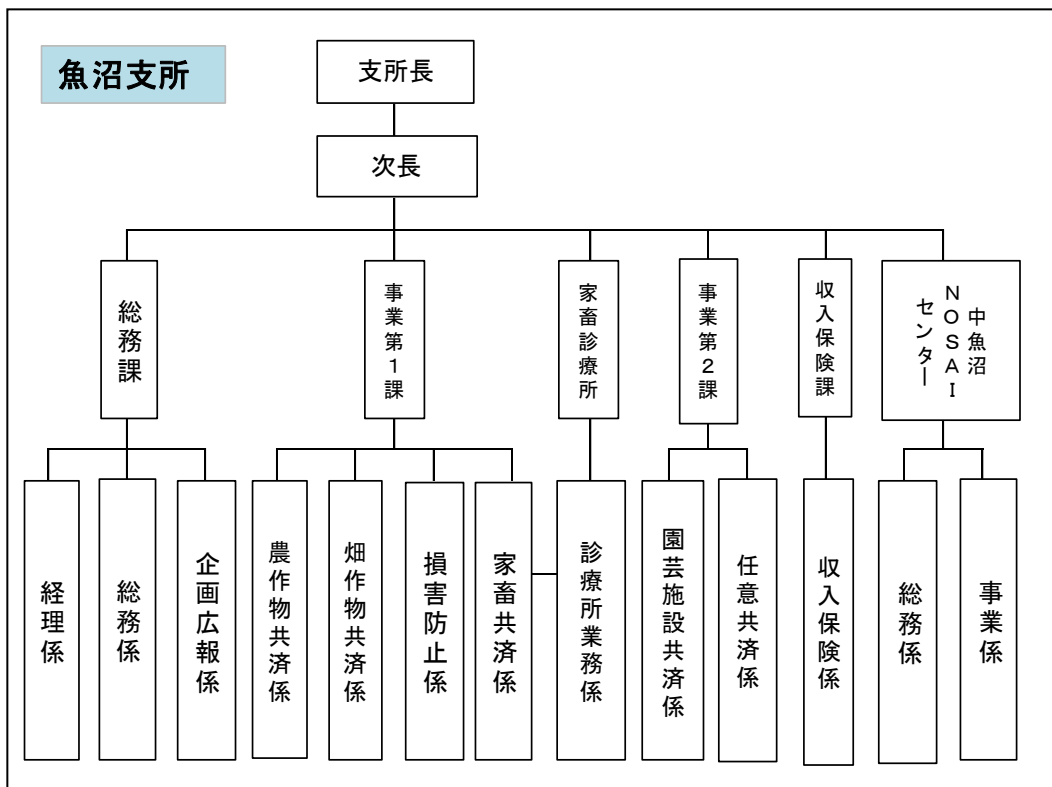 魚沼支所
支所長
次長
総務課
事業第1課
家畜診療所
事業第2課
収入保険課
中魚沼
NOSAI
センター
経理係
総務係
企画広報係
農作物共済係
畑作物共済係
損害防止係
家畜共済係
診療所業務係
園芸施設共済係
任意共済係
収入保険係
総務係
事業係